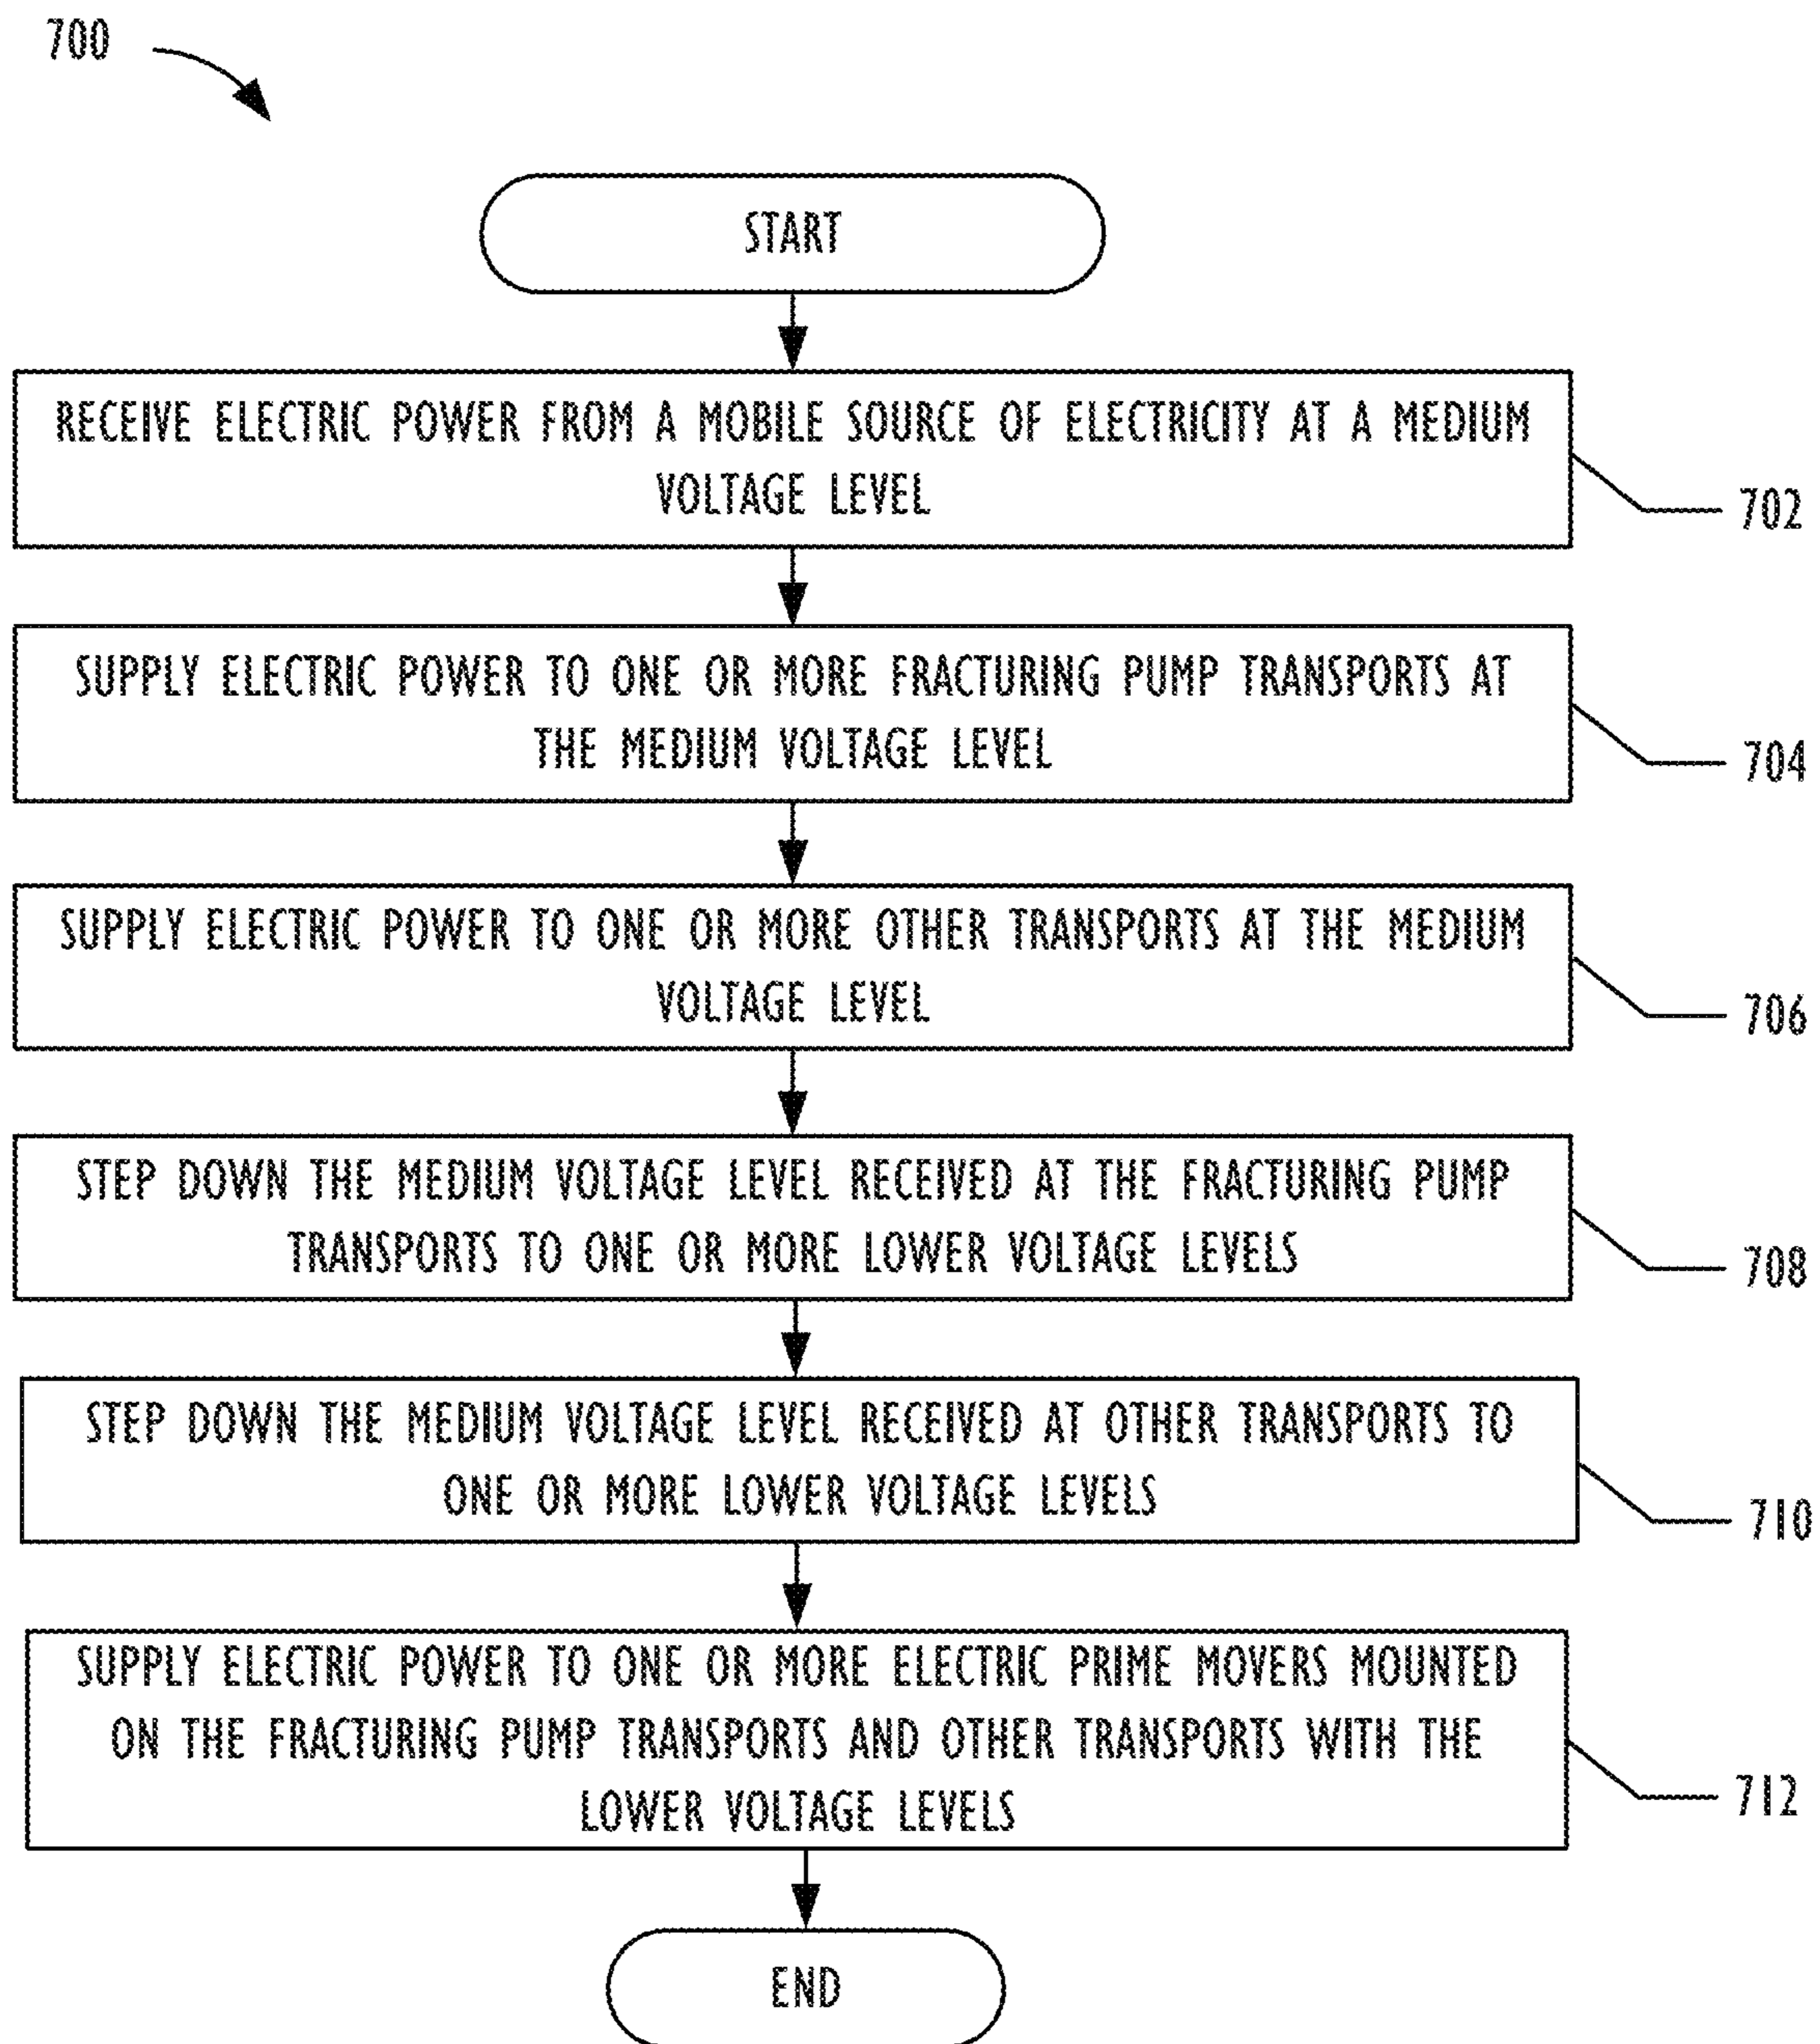 700
START
RECEIVE ELECTRIC POWER FROM A MOBILE SOURCE OF ELECTRICITY AT A MEDIUM
VOLTAGE LEVEL
702
SUPPLY ELECTRIC POWER TO ONE OR MORE FRACTURING PUMP TRANSPORTS AT
THE MEDIUM VOLTAGE LEVEL
704
SUPPLY ELECTRIC POWER TO ONE OR MORE OTHER TRANSPORTS AT THE MEDIUM
VOLTAGE LEVEL
706
STEP DOWN THE MEDIUM VOLTAGE LEVEL RECEIVED AT THE FRACTURING PUMP
TRANSPORTS TO ONE OR MORE LOWER VOLTAGE LEVELS
708
STEP DOWN THE MEDIUM VOLTAGE LEVEL RECEIVED AT OTHER TRANSPORTS TO
ONE OR MORE LOWER VOLTAGE LEVELS
710
SUPPLY ELECTRIC POWER TO ONE OR MORE ELECTRIC PRIME MOVERS MOUNTED
ON THE FRACTURING PUMP TRANSPORTS AND OTHER TRANSPORTS WITH THE
LOWER VOLTAGE LEVELS
712
END